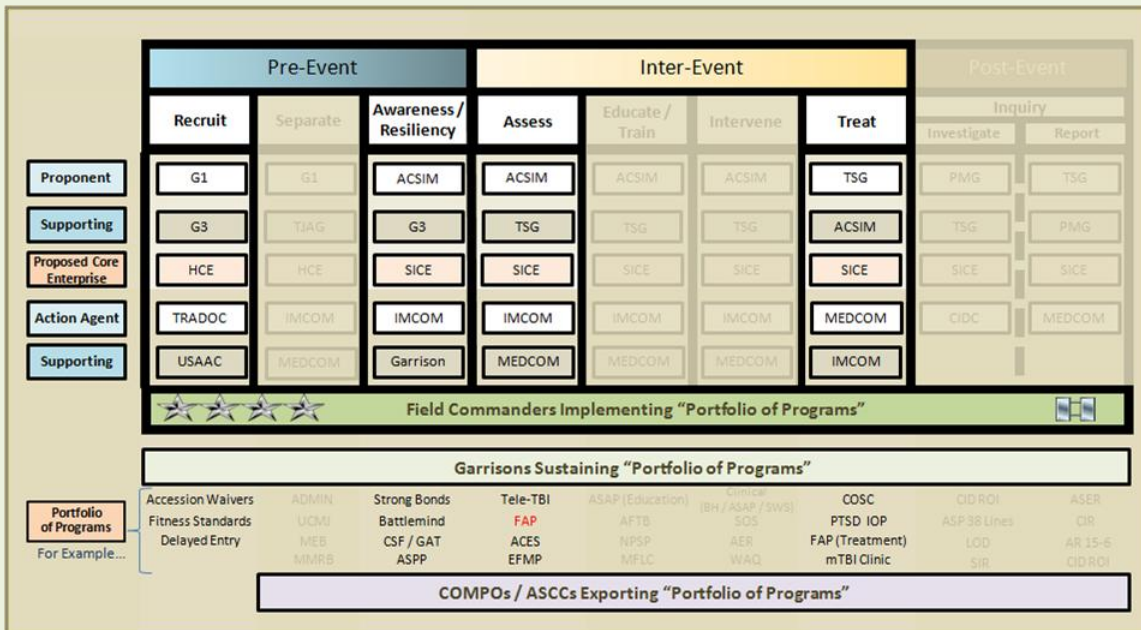 Pre-Event
Inter-Event
Post-Event
Recruit
Separate
Awareness /
Resiliency
Assess
Educate /
Train
Intervene
Treat
Inquiry
Investigate
Report
Proponent
G1
G1
ACSIM
ACSIM
ACSIM
ACSIM
TSG
PMG
TSG
Supporting
G3
TJAG
G3
TSG
TSG
TSG
ACSIM
TSG
PMG
Proposed Core
Enterprise
HCE
HCE
SICE
SICE
SICE
SICE
SICE
SICE
SICE
Action Agent
TRADOC
IMCOM
IMCOM
IMCOM
IMCOM
IMCOM
MEDCOM
CIDC
MEDCOM
Supporting
USAAC
MEDCOM
Garrison
MEDCOM
MEDCOM
MEDCOM
IMCOM
Field Commanders Implementing “Portfolio of Programs”
Garrisons Sustaining “Portfolio of Programs”
Portfolio
of Programs
For Example...
Accession Waivers
Fitness Standards
Delayed Entry
ADMIN
UCMJ
MEB
MMRB
Strong Bonds
Battlemind
CSF / GAT
ASPP
Tele-TBI
FAP
ACES
EFMP
ASAP (Education)
AFTB
NPSP
MFLC
Clinical
(BH / ASAP / SWS)
SOS
AER
WAQ
COSC
PTSD IOP
FAP (Treatment)
mTBI Clinic
CID ROI
ASP 38 Lines
LOD
SIR
ASER
CIR
AR 15-6
CID ROI
COMPOs / ASCCs Exporting “Portfolio of Programs”